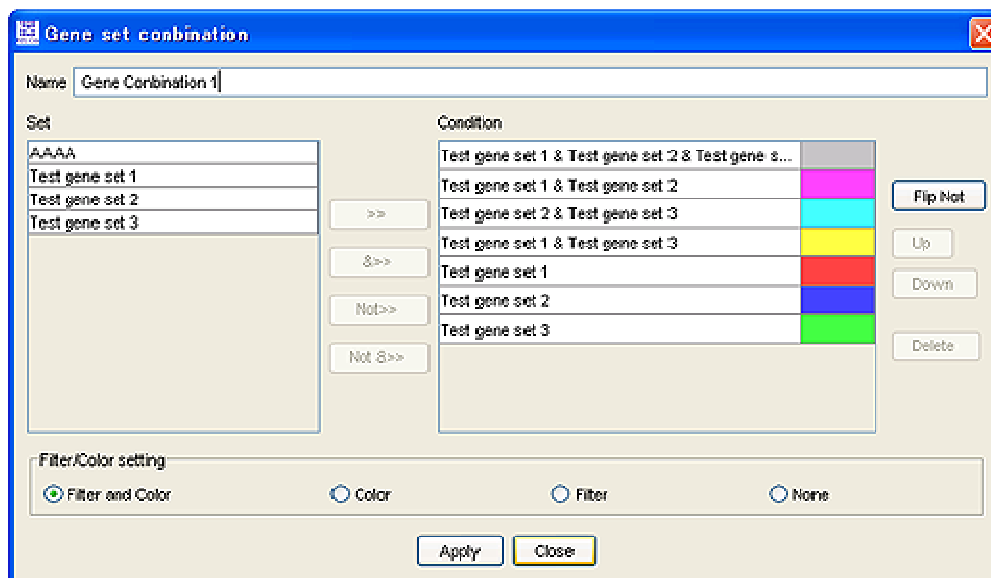 Gene set conbination
Name Gene Conbination 1
Set
Condition
AAAA
Test gene set 1
Test gene set 2
Test gene set 3
>>
&>>
Not>>
Not &>>
Test gene set 1 & Test gene set 2 & Test gene s...
Test gene set 1 & Test gene set 2
Test gene set 2 & Test gene set 3
Test gene set 1 & Test gene set 3
Test gene set 1
Test gene set 2
Test gene set 3
Flip Not
Up
Down
Delete
Filter/Color setting
Filter and Color
Color
Filter
None
Apply
Close